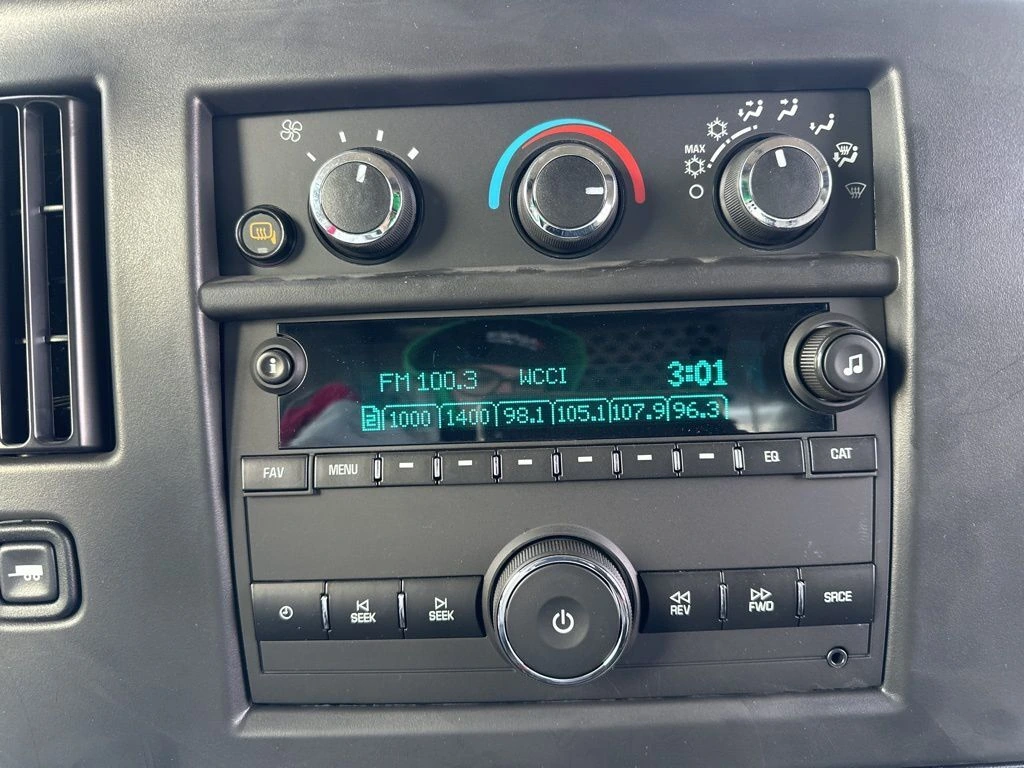 MAX
i
FM 100.3 WCCI 3:01
2 1000 1400 98.1 105.1 107.9 96.3
FAV MENU EQ CAT
SEEK SEEK REV FWD SRCE